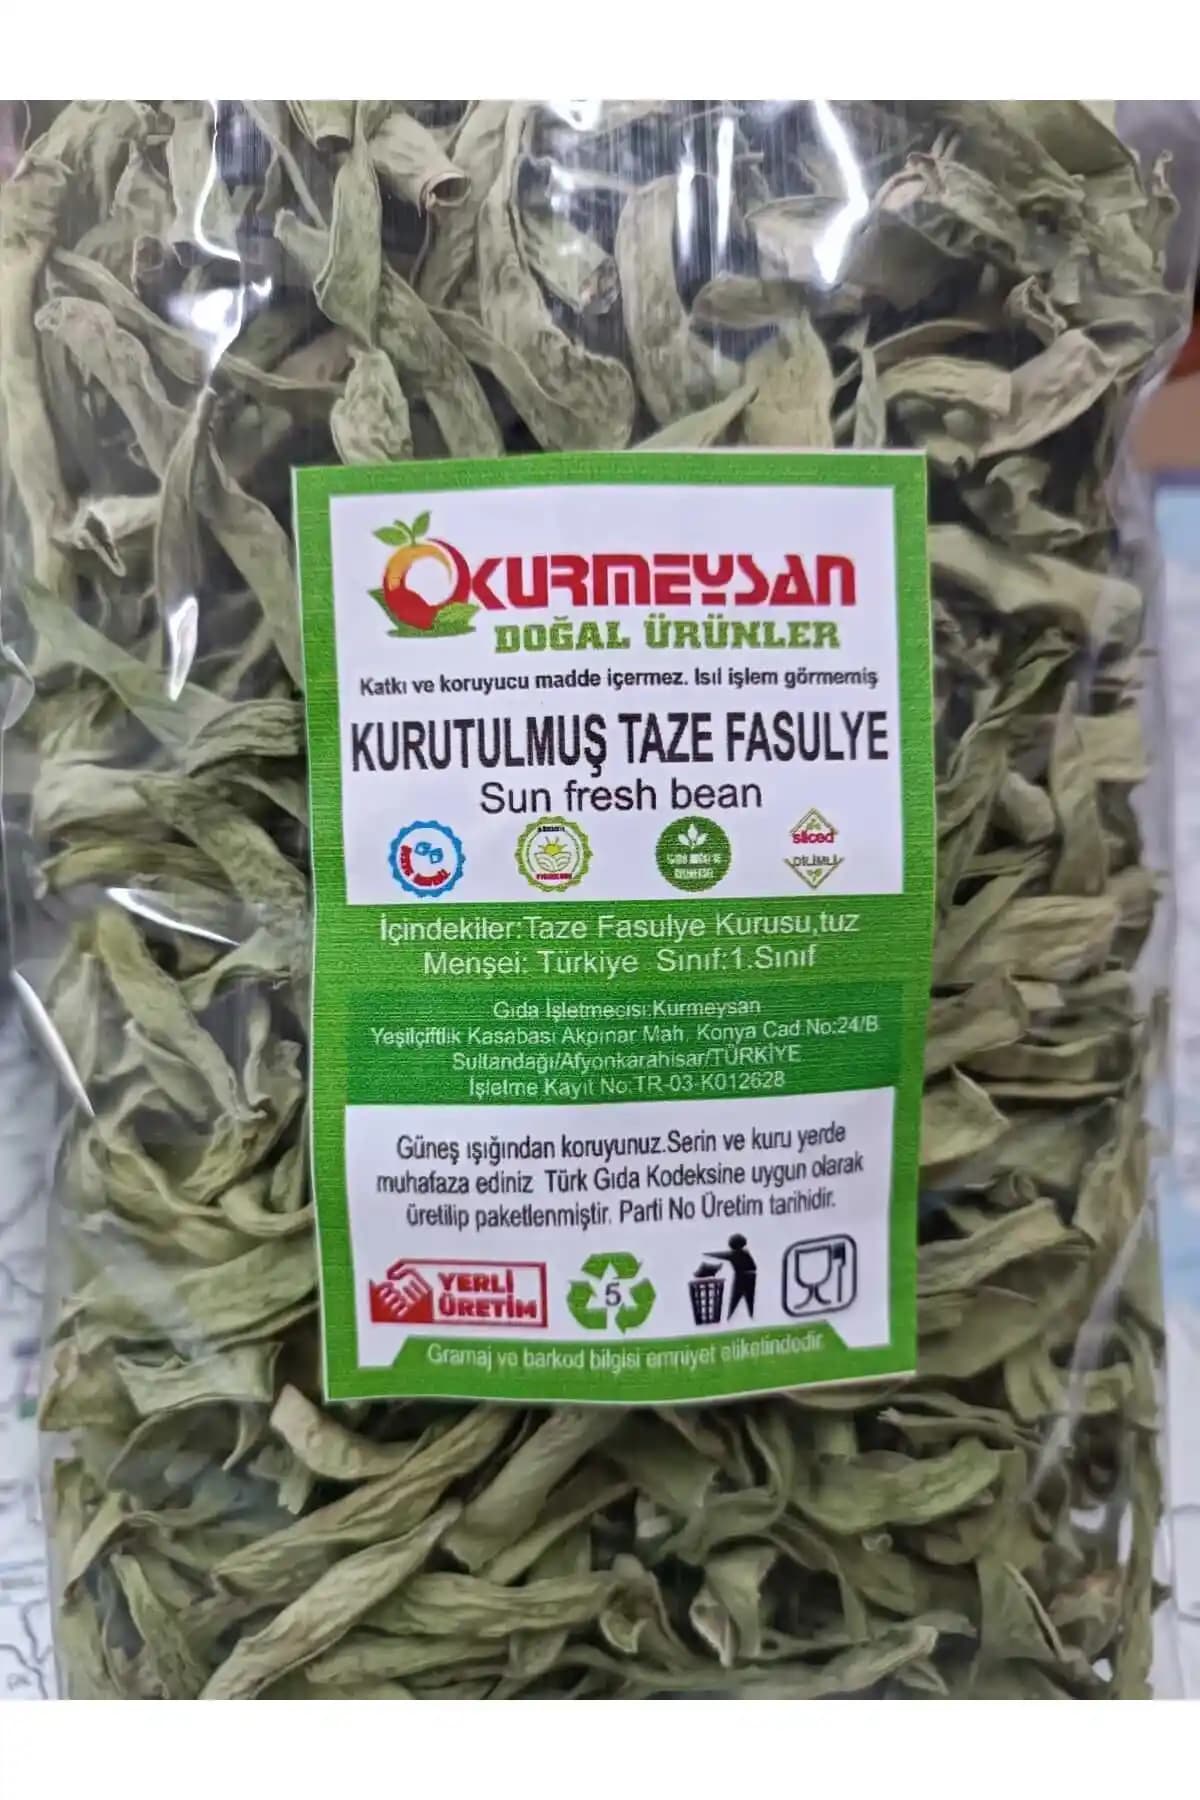 KURMEYSAN
DOĞAL ÜRÜNLER
Katkı ve koruyucu madde içermez. Isıl işlem görmemiş
KURUTULMUŞ TAZE FASULYE
Sun fresh bean
sliced
DİLİMLİ
İçindekiler:Taze Fasulye Kurusu,tuz
Menşei: Türkiye Sınıf:1.Sınıf
Gıda İşletmecisi:Kurmeysan
Yeşilçiftlik Kasabası Akpınar Mah. Konya Cad No:24/B
Sultandağı/Afyonkarahisar/TÜRKİYE
İşletme Kayıt No:TR-03-K012628
Güneş ışığından koruyunuz.Serin ve kuru yerde
muhafaza ediniz Türk Gıda Kodeksine uygun olarak
üretilip paketlenmiştir. Parti No Üretim tarihidir.
YERLİ
ÜRETİM
5
Gramaj ve barkod bilgisi emniyet etiketindedir